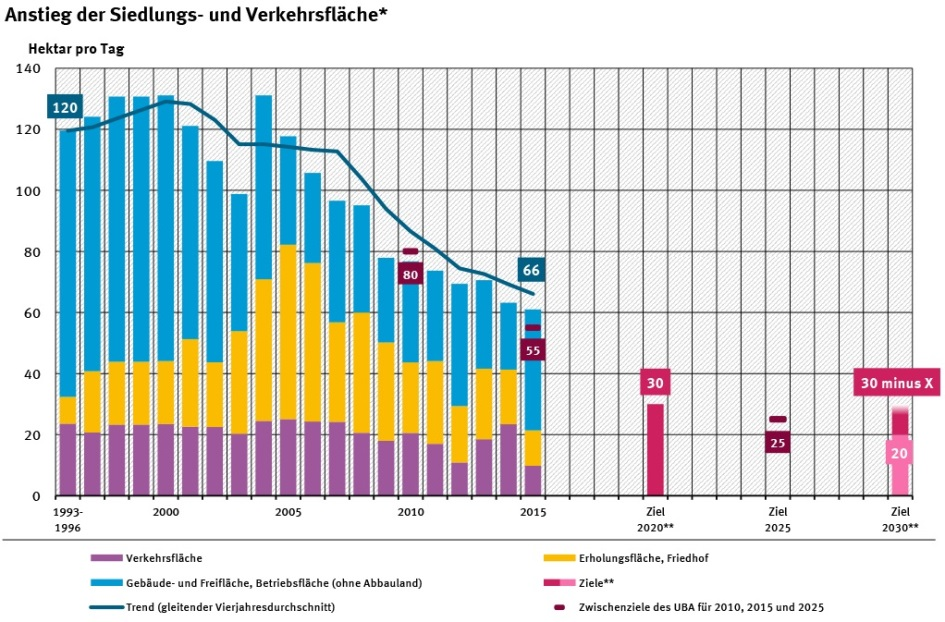 Anstieg der Siedlungs- und Verkehrsfläche*
Hektar pro Tag
140
120
120
100
80
80
66
60
55
40
30
30 minus X
25
20
20
0
1993-
1996
2000
2005
2010
2015
Ziel
2020**
Ziel
2025
Ziel
2030**
Verkehrsfläche
Erholungsfläche, Friedhof
Gebäude- und Freifläche, Betriebsfläche (ohne Abbauland)
Ziele**
Trend (gleitender Vierjahresdurchschnitt)
Zwischenziele des UBA für 2010, 2015 und 2025